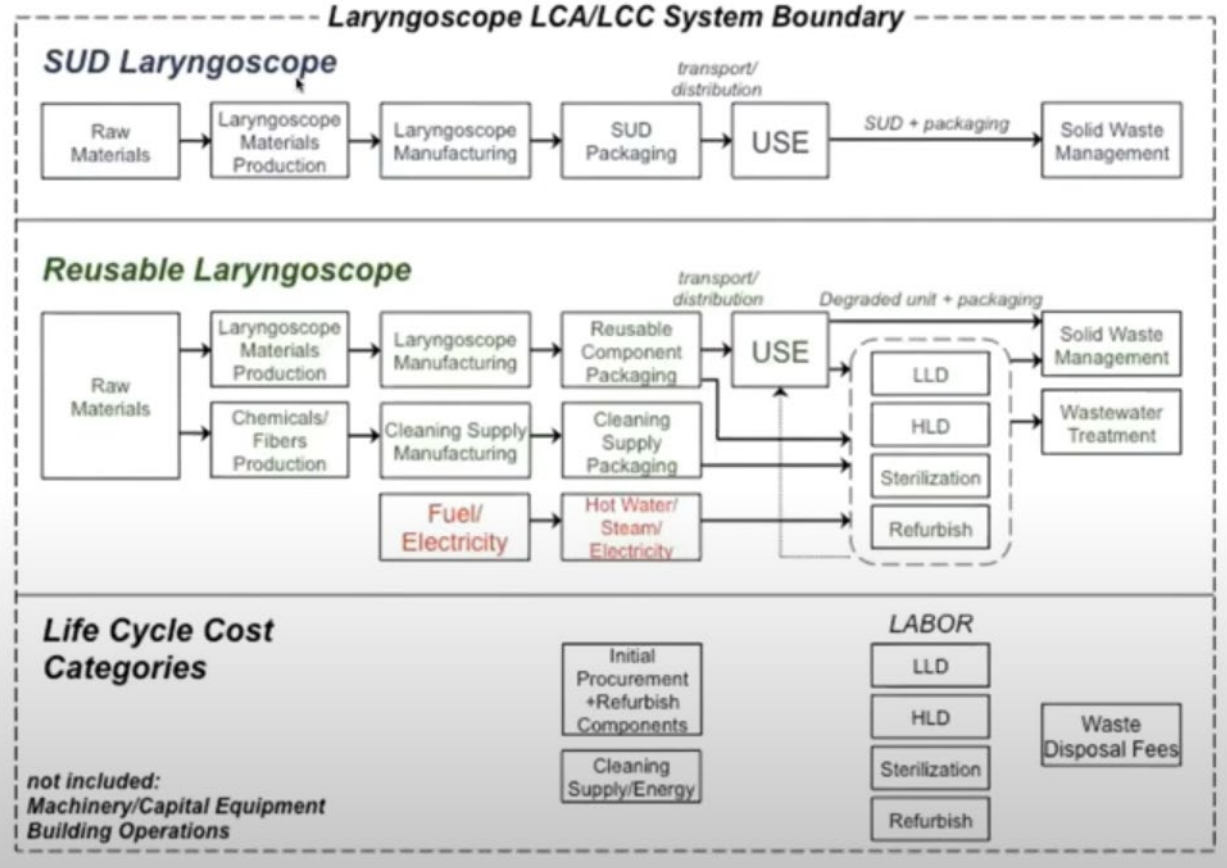 Laryngoscope LCA/LCC System Boundary
SUD Laryngoscope
transport/
distribution
Raw
Materials
Laryngoscope
Materials
Production
Laryngoscope
Manufacturing
SUD
Packaging
USE
SUD + packaging
Solid Waste
Management
Reusable Laryngoscope
transport/
distribution
Degraded unit + packaging
Raw
Materials
Laryngoscope
Materials
Production
Laryngoscope
Manufacturing
Reusable
Component
Packaging
USE
Solid Waste
Management
Chemicals/
Fibers
Production
Cleaning Supply
Manufacturing
Cleaning
Supply
Packaging
LLD
HLD
Sterilization
Refurbish
Wastewater
Treatment
Fuel/
Electricity
Hot Water/
Steam/
Electricity
Life Cycle Cost
Categories
Initial
Procurement
+Refurbish
Components
Cleaning
Supply/Energy
LABOR
LLD
HLD
Sterilization
Refurbish
Waste
Disposal Fees
not included:
Machinery/Capital Equipment
Building Operations